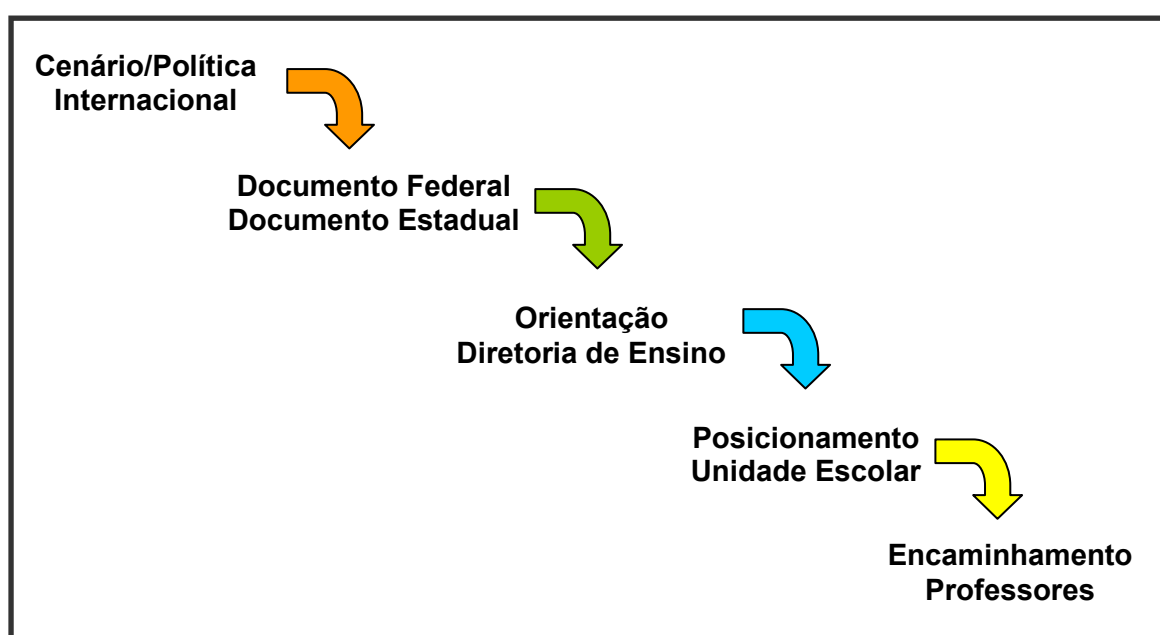 Cenário/Política
Internacional
Documento Federal
Documento Estadual
Orientação
Diretoria de Ensino
Posicionamento
Unidade Escolar
Encaminhamento
Professores